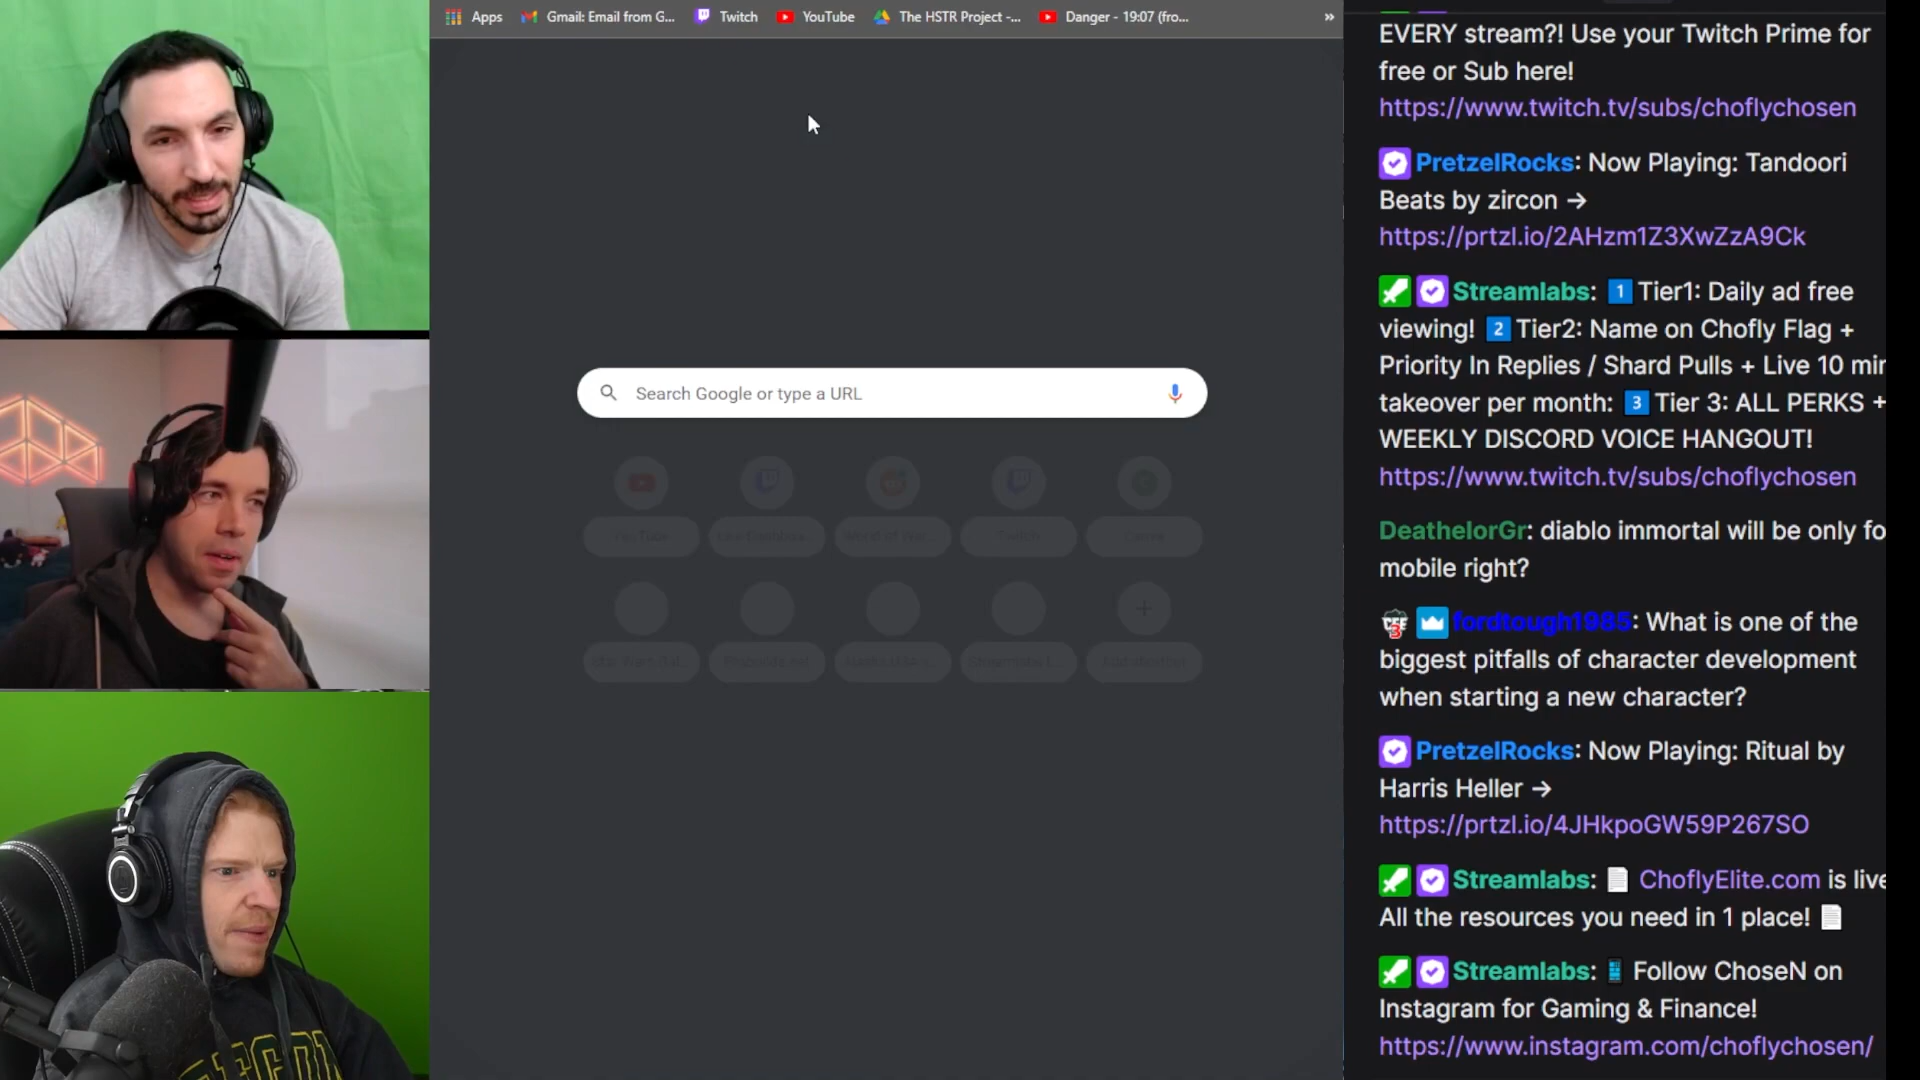 Apps
Gmail: Email from G...
Twitch
YouTube
The HSTR Project -...
Danger - 19:07 (fro...
»
Search Google or type a URL
YouTube
Twitch
Canva
Add shortcut
EVERY stream?! Use your Twitch Prime for
free or Sub here!
https://www.twitch.tv/subs/choflychosen
PretzelRocks: Now Playing: Tandoori
Beats by zircon →
https://prtzl.io/2AHzm1Z3XwZzA9Ck
Streamlabs: 1 Tier1: Daily ad free
viewing! 2 Tier2: Name on Chofly Flag +
Priority In Replies / Shard Pulls + Live 10 min
takeover per month: 3 Tier 3: ALL PERKS +
WEEKLY DISCORD VOICE HANGOUT!
https://www.twitch.tv/subs/choflychosen
DeathelorGr: diablo immortal will be only fo
mobile right?
fordtough1985: What is one of the
biggest pitfalls of character development
when starting a new character?
PretzelRocks: Now Playing: Ritual by
Harris Heller →
https://prtzl.io/4JHkpoGW59P267SO
Streamlabs: ChoflyElite.com is live
All the resources you need in 1 place!
Streamlabs: Follow ChoseN on
Instagram for Gaming & Finance!
https://www.instagram.com/choflychosen/